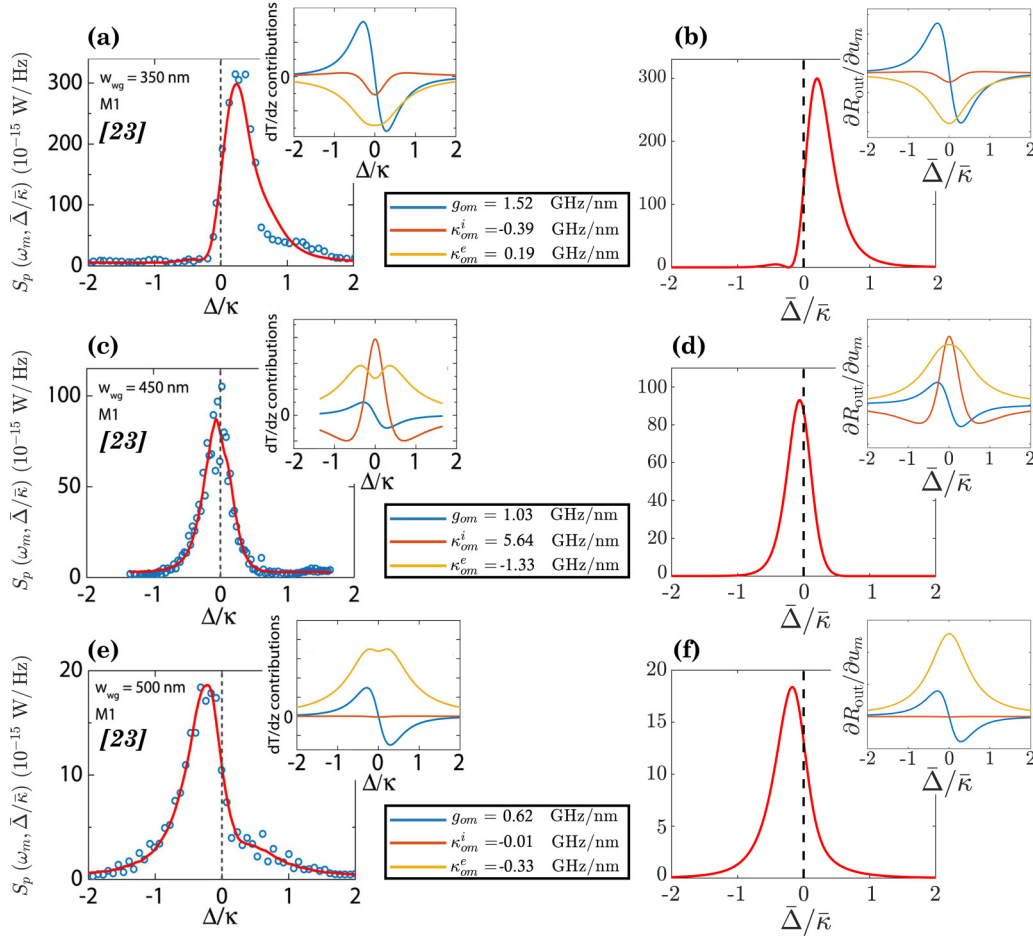 (a)
w_wg = 350 nm
M1
[23]
S_p (ω_m, Δ̄/κ̄) (10⁻¹⁵ W/Hz)
300
200
100
0
-2 -1 0 1 2
Δ/κ
dT/dz contributions
0
-2 -1 0 1 2
Δ/κ
g_om = 1.52 GHz/nm
κ^i_om = -0.39 GHz/nm
κ^e_om = 0.19 GHz/nm
(b)
300
200
100
0
-2 -1 0 1 2
Δ̄/κ̄
∂R_out/∂u_m
-2 -1 0 1 2
Δ̄/κ̄
(c)
w_wg = 450 nm
M1
[23]
S_p (ω_m, Δ̄/κ̄) (10⁻¹⁵ W/Hz)
100
50
0
-2 -1 0 1 2
Δ/κ
dT/dz contributions
0
-2 -1 0 1 2
Δ/κ
g_om = 1.03 GHz/nm
κ^i_om = 5.64 GHz/nm
κ^e_om = -1.33 GHz/nm
(d)
100
80
60
40
20
0
-2 -1 0 1 2
Δ̄/κ̄
∂R_out/∂u_m
-2 -1 0 1 2
Δ̄/κ̄
(e)
w_wg = 500 nm
M1
[23]
S_p (ω_m, Δ̄/κ̄) (10⁻¹⁵ W/Hz)
20
10
0
-2 -1 0 1 2
Δ/κ
dT/dz contributions
0
-2 -1 0 1 2
Δ/κ
g_om = 0.62 GHz/nm
κ^i_om = -0.01 GHz/nm
κ^e_om = -0.33 GHz/nm
(f)
20
15
10
5
0
-2 -1 0 1 2
Δ̄/κ̄
∂R_out/∂u_m
-2 -1 0 1 2
Δ̄/κ̄